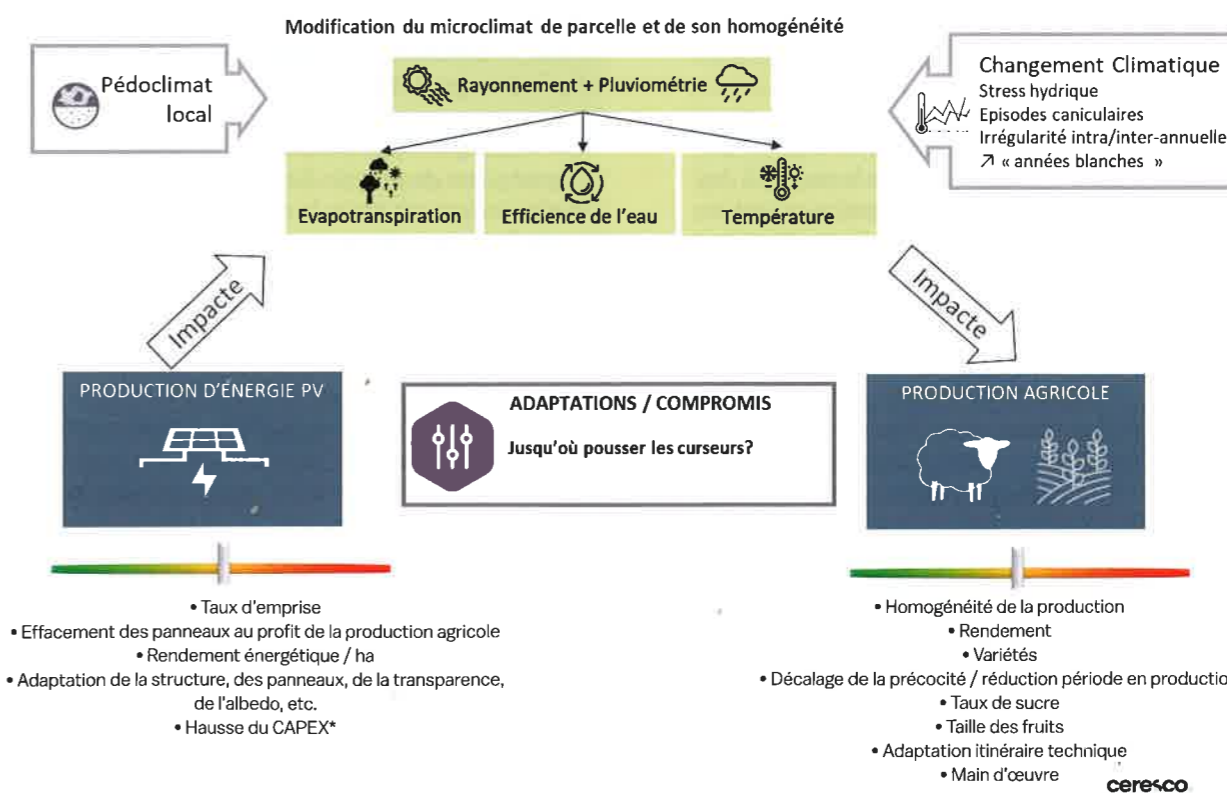 Modification du microclimat de parcelle et de son homogénéité
Pédoclimat
local
Rayonnement + Pluviométrie
Changement Climatique
Stress hydrique
Episodes caniculaires
Irrégularité intra/inter-annuelle
↗ « années blanches »
Evapotranspiration
Efficience de l'eau
Température
Impacte
Impacte
PRODUCTION D'ÉNERGIE PV
ADAPTATIONS / COMPROMIS
Jusqu'où pousser les curseurs?
PRODUCTION AGRICOLE
• Taux d'emprise
• Effacement des panneaux au profit de la production agricole
• Rendement énergétique / ha
• Adaptation de la structure, des panneaux, de la transparence,
de l'albedo, etc.
• Hausse du CAPEX*
• Homogénéité de la production
• Rendement
• Variétés
• Décalage de la précocité / réduction période en productio
• Taux de sucre
• Taille des fruits
• Adaptation itinéraire technique
• Main d'œuvre
ceresco